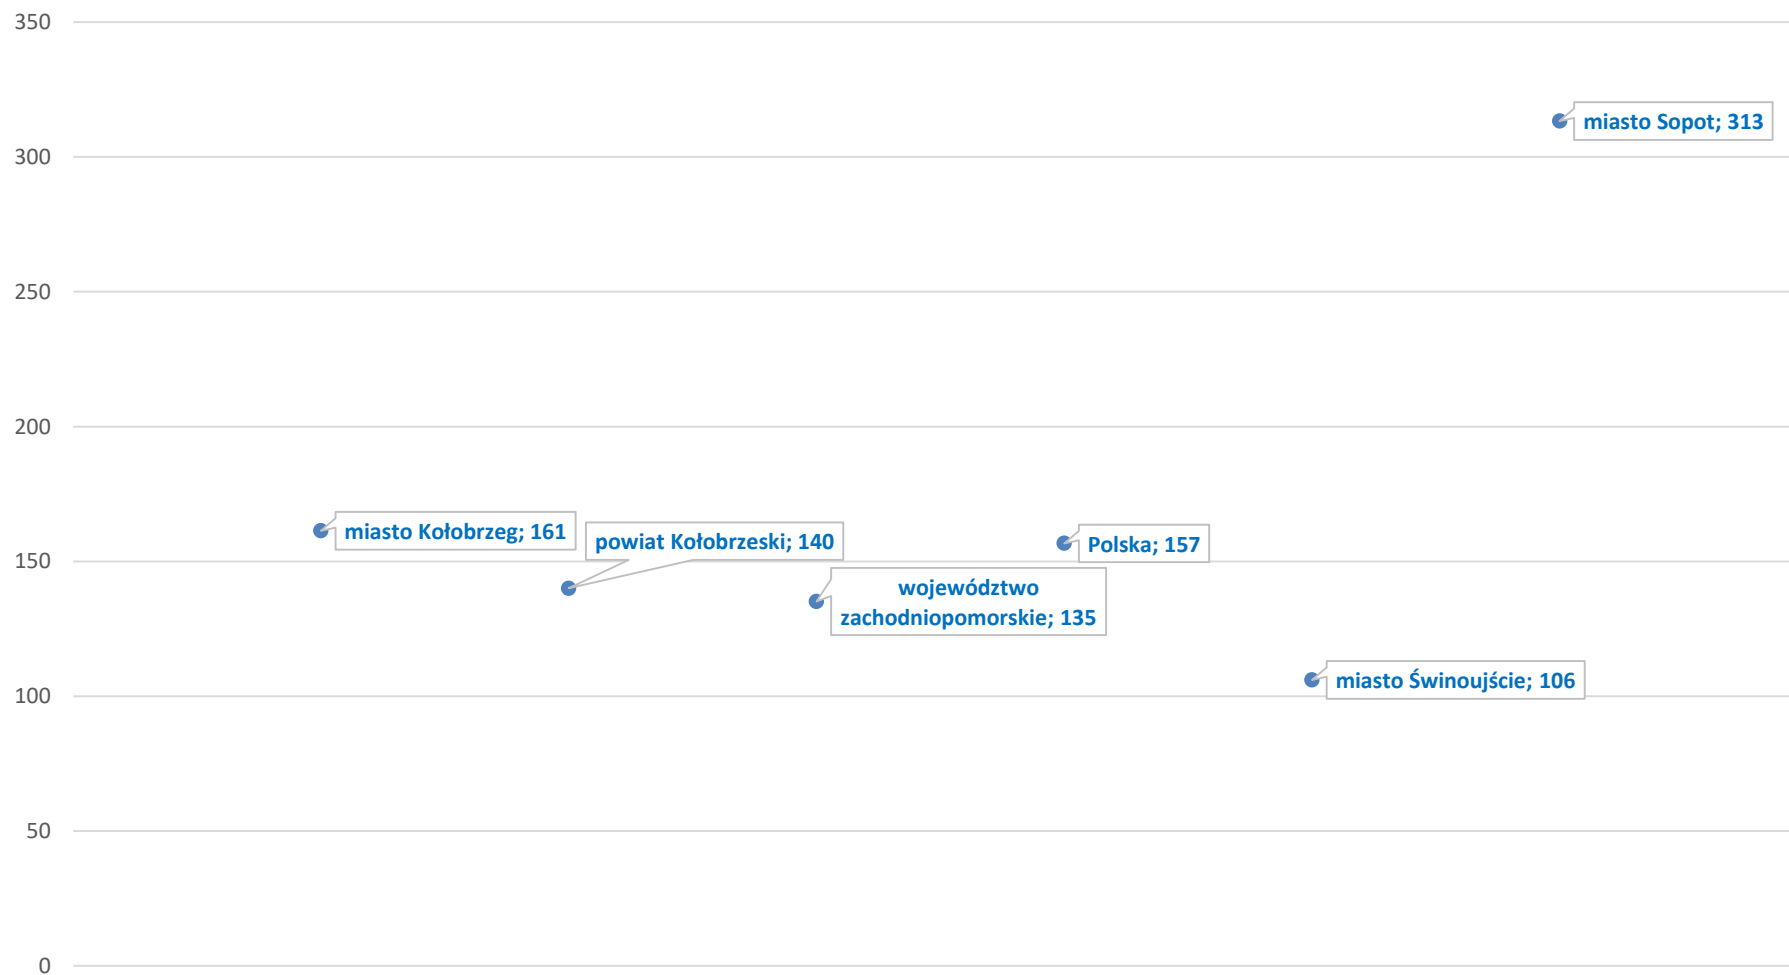 350
miasto Sopot; 313
300
250
200
miasto Kołobrzeg; 161
powiat Kołobrzeski; 140
Polska; 157
150
województwo
zachodniopomorskie; 135
miasto Świnoujście; 106
100
50
0